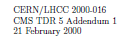 CERN/LHCC 2000-016
CMS TDR 5 Addendum 1
21 February 2000